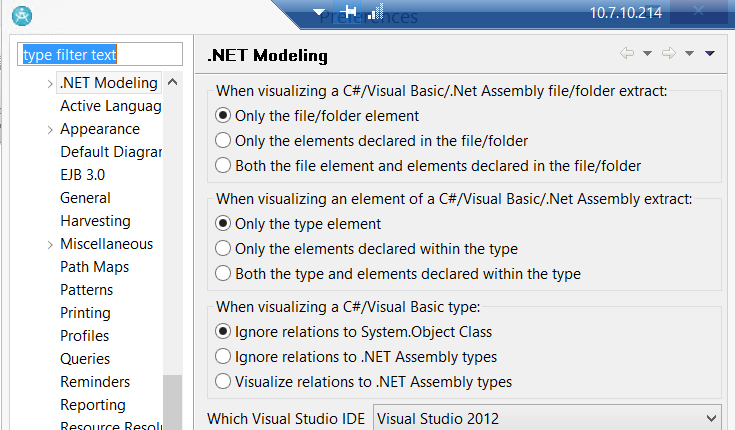 Preferences
10.7.10.214
type filter text
.NET Modeling
Active Languag
Appearance
Default Diagrar
EJB 3.0
General
Harvesting
Miscellaneous
Path Maps
Patterns
Printing
Profiles
Queries
Reminders
Reporting
Resource Resol
.NET Modeling
When visualizing a C#/Visual Basic/.Net Assembly file/folder extract:
Only the file/folder element
Only the elements declared in the file/folder
Both the file element and elements declared in the file/folder
When visualizing an element of a C#/Visual Basic/.Net Assembly extract:
Only the type element
Only the elements declared within the type
Both the type and elements declared within the type
When visualizing a C#/Visual Basic type:
Ignore relations to System.Object Class
Ignore relations to .NET Assembly types
Visualize relations to .NET Assembly types
Which Visual Studio IDE Visual Studio 2012